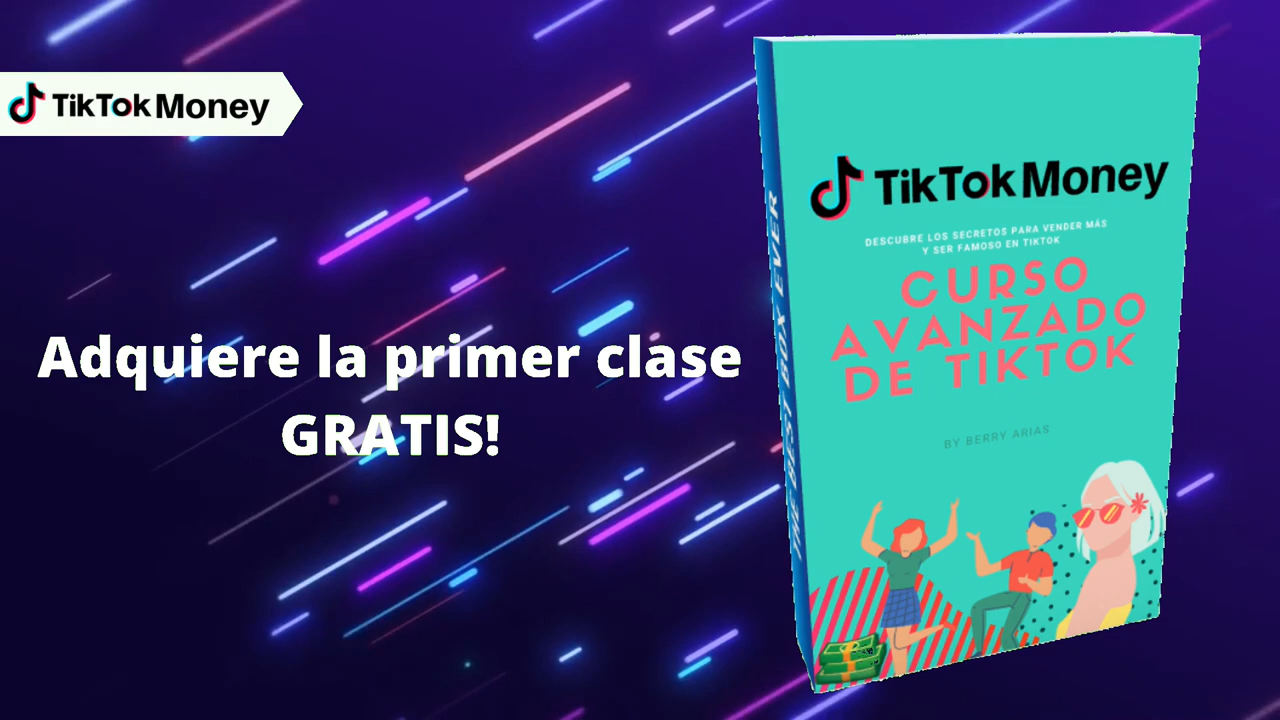 TikTok Money
Adquiere la primer clase
GRATIS!
THE BEST BOOK EVER
TikTok Money
DESCUBRE LOS SECRETOS PARA VENDER MÁS
Y SER FAMOSO EN TIKTOK
CURSO
AVANZADO
DE TIKTOK
BY BERRY ARIAS